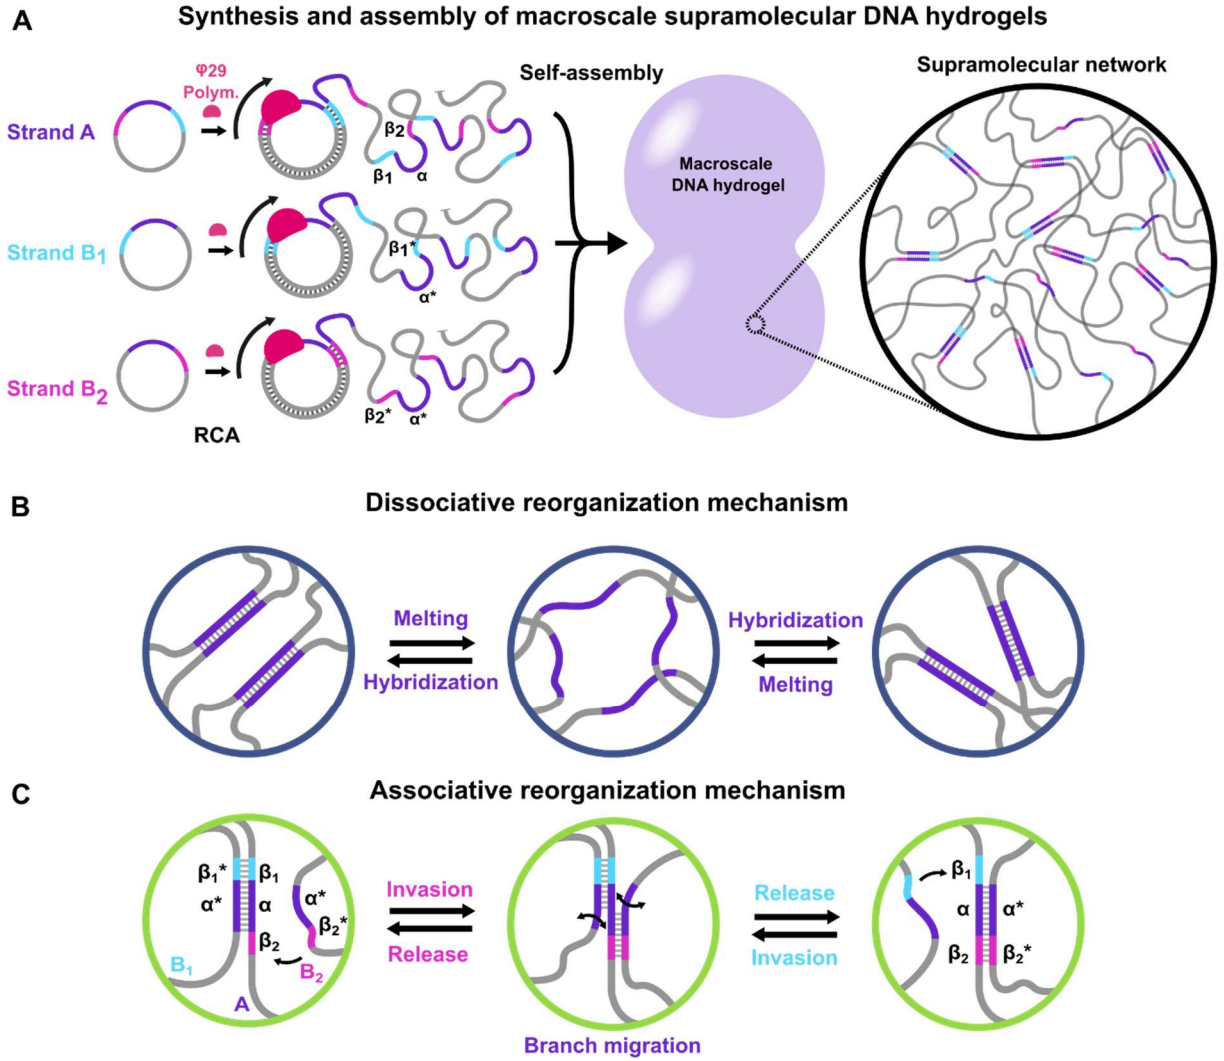 A
Synthesis and assembly of macroscale supramolecular DNA hydrogels
φ29
Polym.
Self-assembly
Supramolecular network
Strand A
β2
β1
α
Macroscale
DNA hydrogel
Strand B1
β1*
α*
Strand B2
β2*
α*
RCA
B
Dissociative reorganization mechanism
Melting
Hybridization
Hybridization
Melting
C
Associative reorganization mechanism
β1*
β1
α*
α
α*
β2*
β2
B1
B2
A
Invasion
Release
Branch migration
Release
Invasion
β1
α
α*
β2
β2*